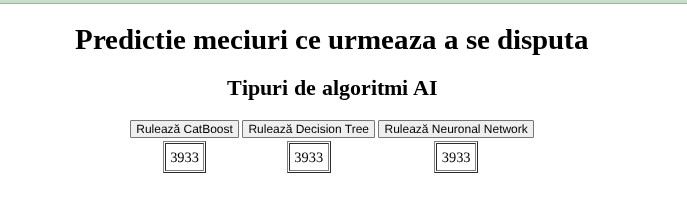 Predictie meciuri ce urmeaza a se disputa
Tipuri de algoritmi AI
Rulează CatBoost Rulează Decision Tree Rulează Neuronal Network
3933 3933 3933